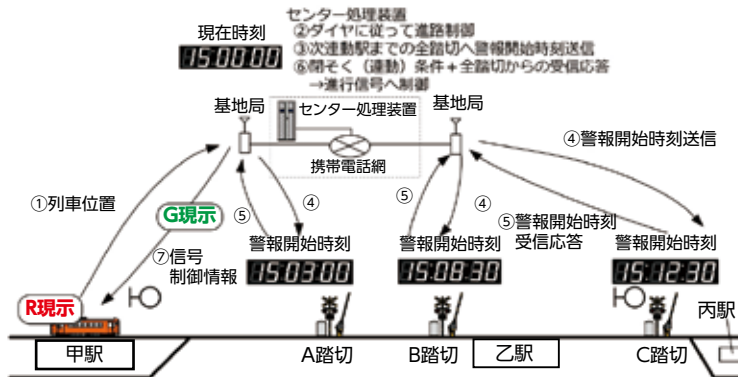 センター処理装置
②ダイヤに従って進路制御
③次連動駅までの全踏切へ警報開始時刻送信
⑥閉そく（連動）条件＋全踏切からの受信応答
→進行信号へ制御
現在時刻
15:00:00
基地局
センター処理装置
基地局
携帯電話網
④警報開始時刻送信
①列車位置
G現示
⑤
④
⑤
④
⑤警報開始時刻
受信応答
⑦信号
制御情報
警報開始時刻
15:03:00
警報開始時刻
15:08:30
警報開始時刻
15:12:30
R現示
丙駅
甲駅
A踏切
B踏切
乙駅
C踏切